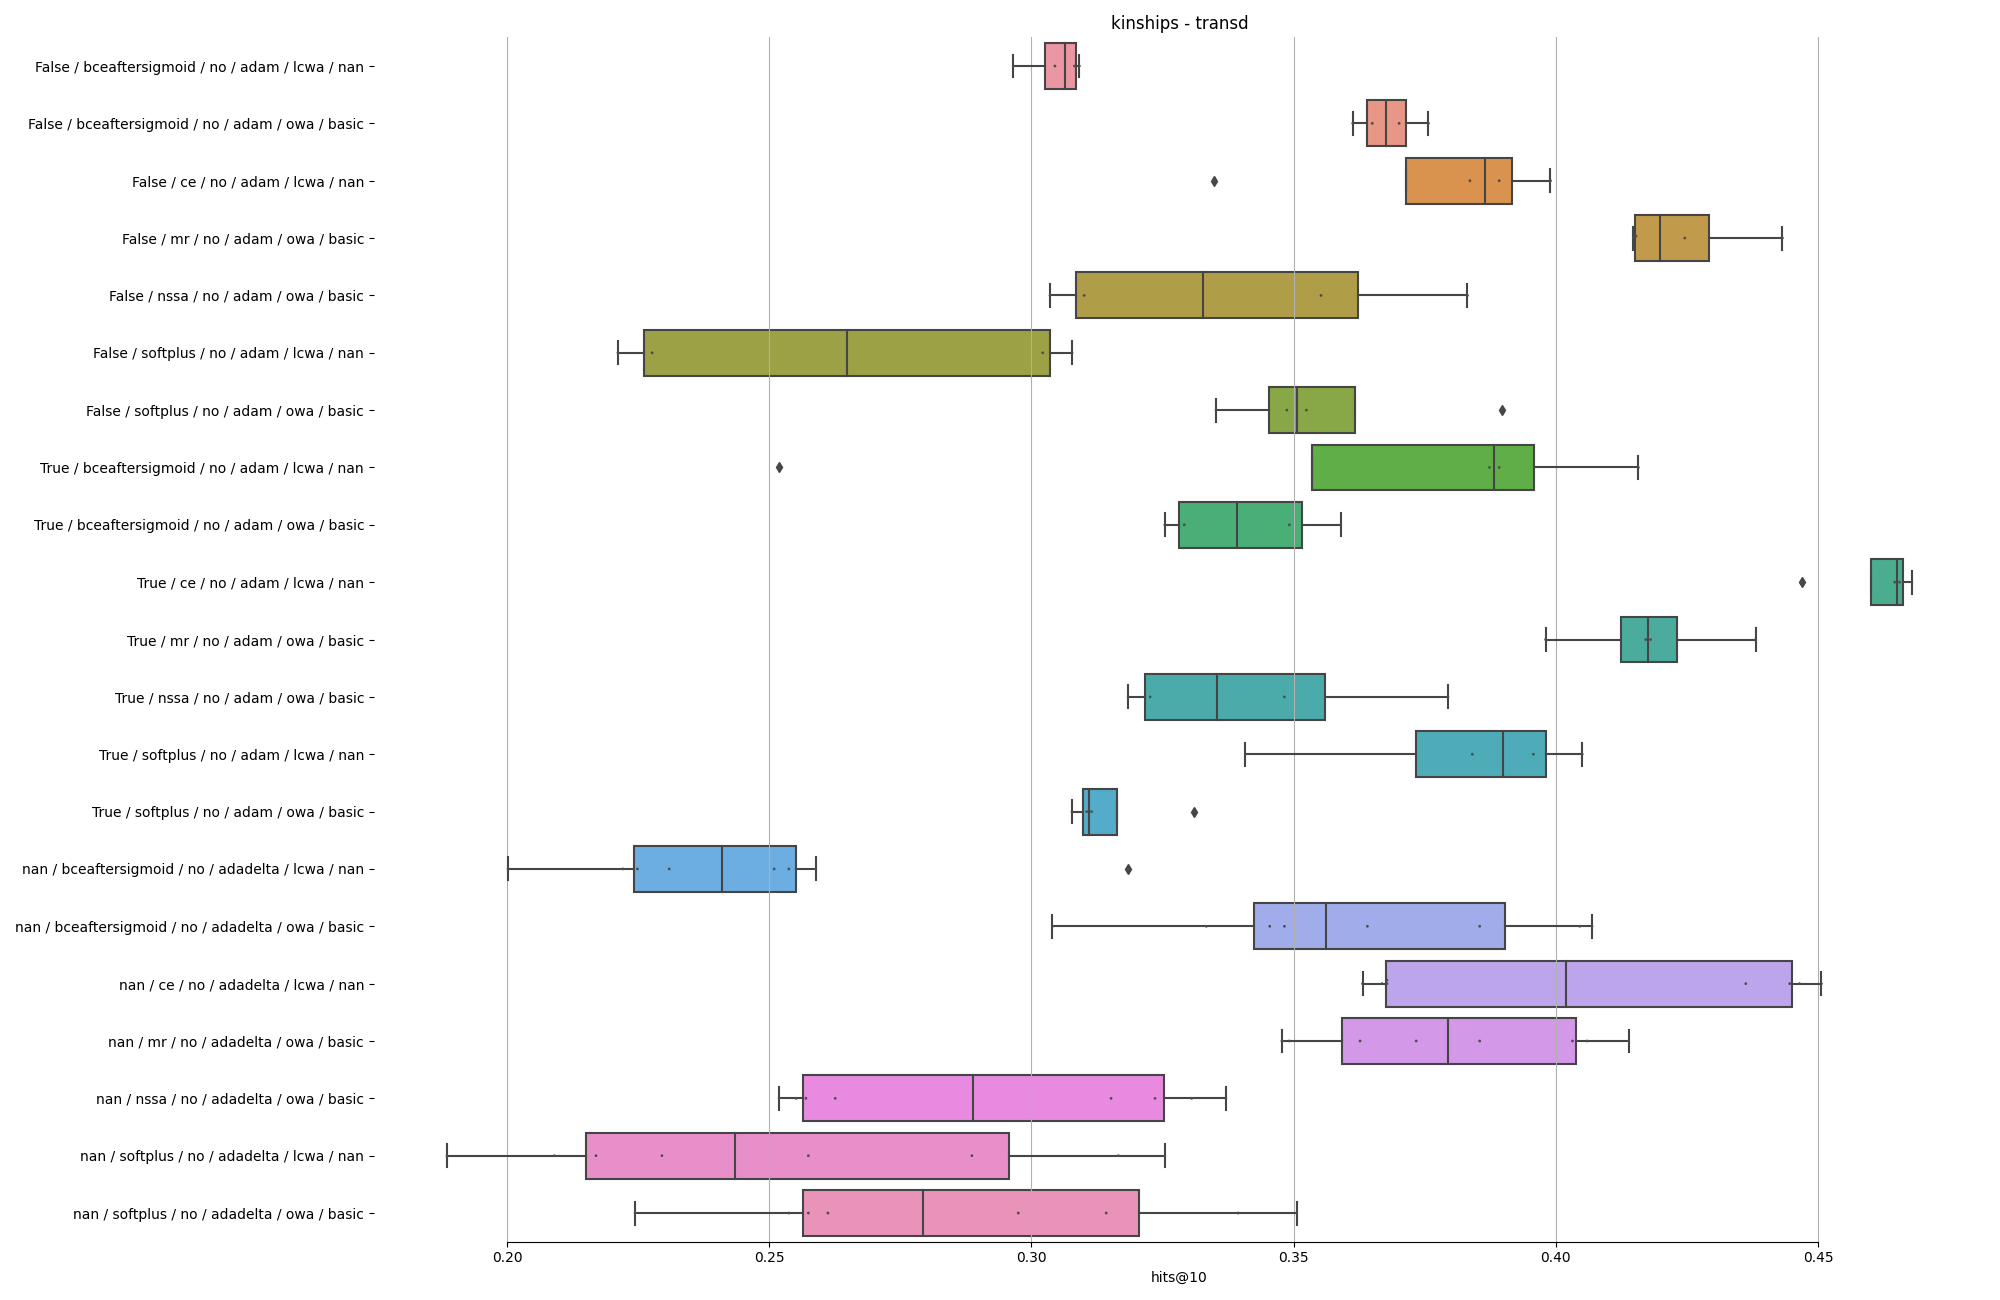 kinships - transd
False / bceaftersigmoid / no / adam / lcwa / nan
False / bceaftersigmoid / no / adam / owa / basic
False / ce / no / adam / lcwa / nan
False / mr / no / adam / owa / basic
False / nssa / no / adam / owa / basic
False / softplus / no / adam / lcwa / nan
False / softplus / no / adam / owa / basic
True / bceaftersigmoid / no / adam / lcwa / nan
True / bceaftersigmoid / no / adam / owa / basic
True / ce / no / adam / lcwa / nan
True / mr / no / adam / owa / basic
True / nssa / no / adam / owa / basic
True / softplus / no / adam / lcwa / nan
True / softplus / no / adam / owa / basic
nan / bceaftersigmoid / no / adadelta / lcwa / nan
nan / bceaftersigmoid / no / adadelta / owa / basic
nan / ce / no / adadelta / lcwa / nan
nan / mr / no / adadelta / owa / basic
nan / nssa / no / adadelta / owa / basic
nan / softplus / no / adadelta / lcwa / nan
nan / softplus / no / adadelta / owa / basic
0.20 0.25 0.30 0.35 0.40 0.45
hits@10